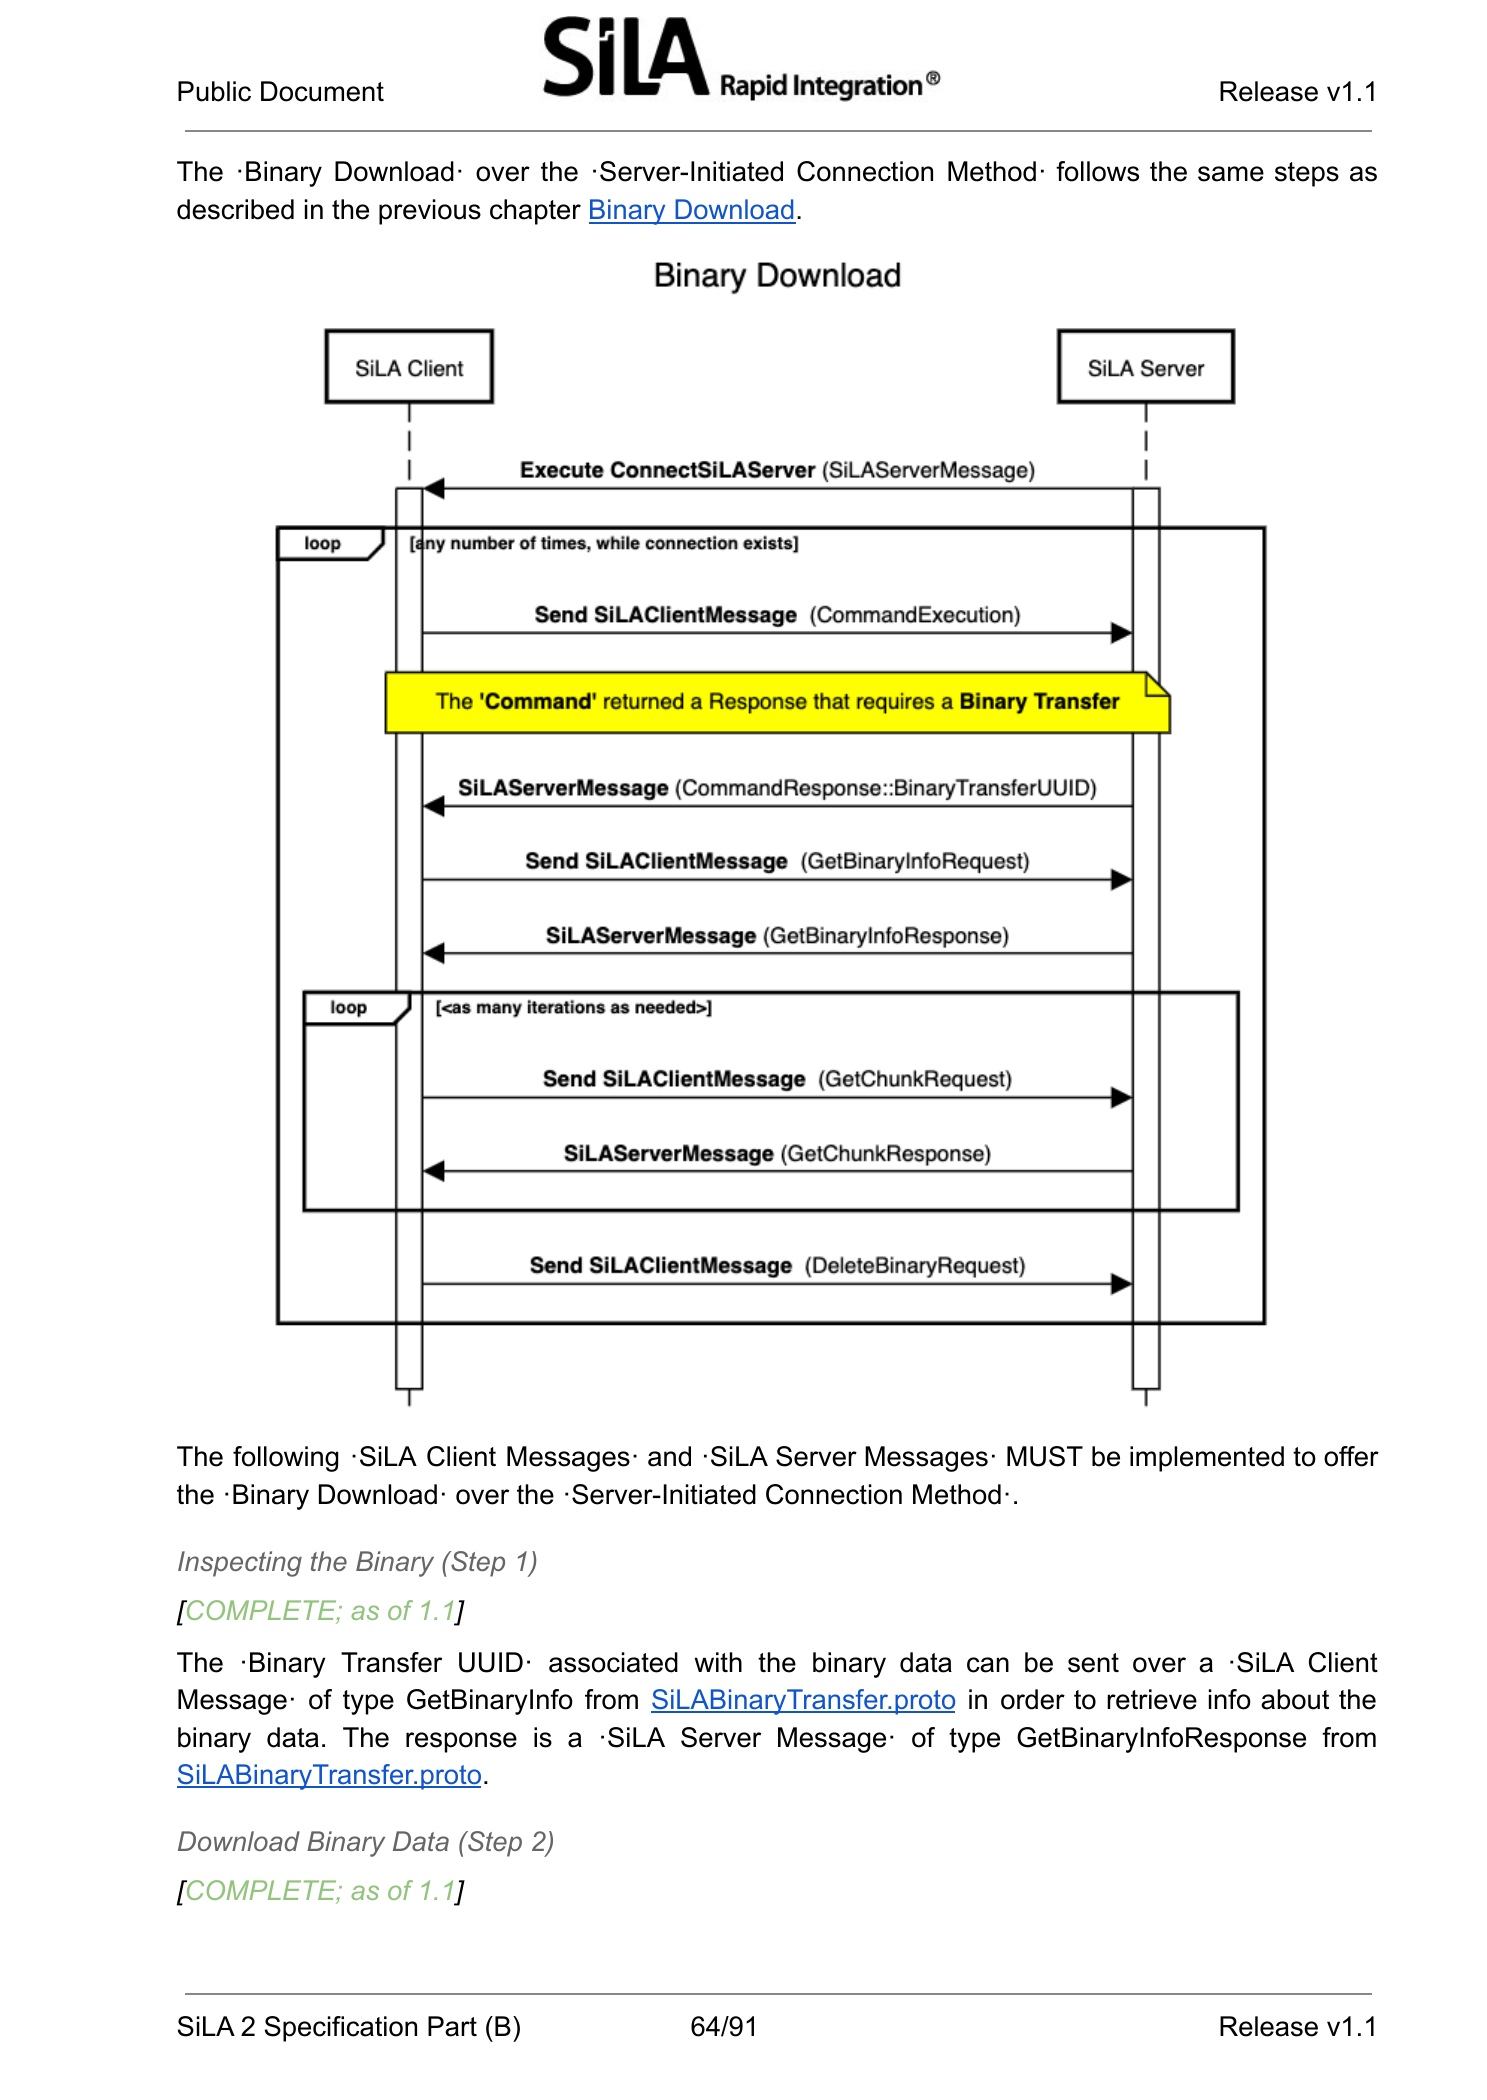 Public Document
SiLA Rapid Integration®
Release v1.1
The ·Binary Download· over the ·Server-Initiated Connection Method· follows the same steps as
described in the previous chapter Binary Download.
Binary Download
SiLA Client
SiLA Server
Execute ConnectSiLAServer (SiLAServerMessage)
loop
[any number of times, while connection exists]
Send SiLAClientMessage (CommandExecution)
The 'Command' returned a Response that requires a Binary Transfer
SiLAServerMessage (CommandResponse::BinaryTransferUUID)
Send SiLAClientMessage (GetBinaryInfoRequest)
SiLAServerMessage (GetBinaryInfoResponse)
loop
[<as many iterations as needed>]
Send SiLAClientMessage (GetChunkRequest)
SiLAServerMessage (GetChunkResponse)
Send SiLAClientMessage (DeleteBinaryRequest)
The following ·SiLA Client Messages· and ·SiLA Server Messages· MUST be implemented to offer
the ·Binary Download· over the ·Server-Initiated Connection Method·.
Inspecting the Binary (Step 1)
[COMPLETE; as of 1.1]
The ·Binary Transfer UUID· associated with the binary data can be sent over a ·SiLA Client
Message· of type GetBinaryInfo from SiLABinaryTransfer.proto in order to retrieve info about the
binary data. The response is a ·SiLA Server Message· of type GetBinaryInfoResponse from
SiLABinaryTransfer.proto.
Download Binary Data (Step 2)
[COMPLETE; as of 1.1]
SiLA 2 Specification Part (B)
64/91
Release v1.1